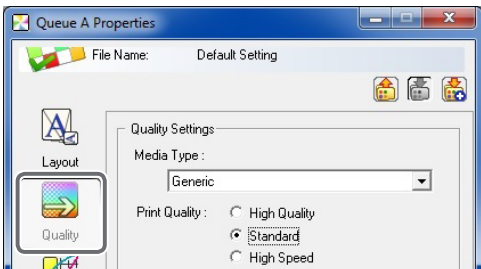 Queue A Properties
File Name: Default Setting
Layout
Quality Settings
Media Type :
Generic
Quality
Print Quality : High Quality
Standard
High Speed